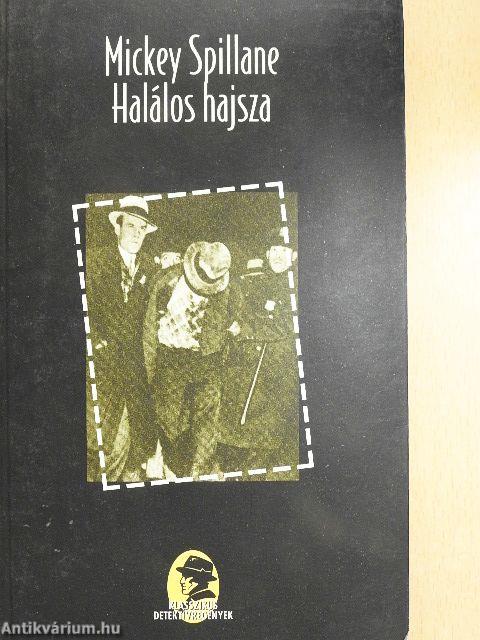 Mickey Spillane
Halálos hajsza
KLASSZIKUS
DETEKTÍVREGÉNYEK
Antikvárium.hu